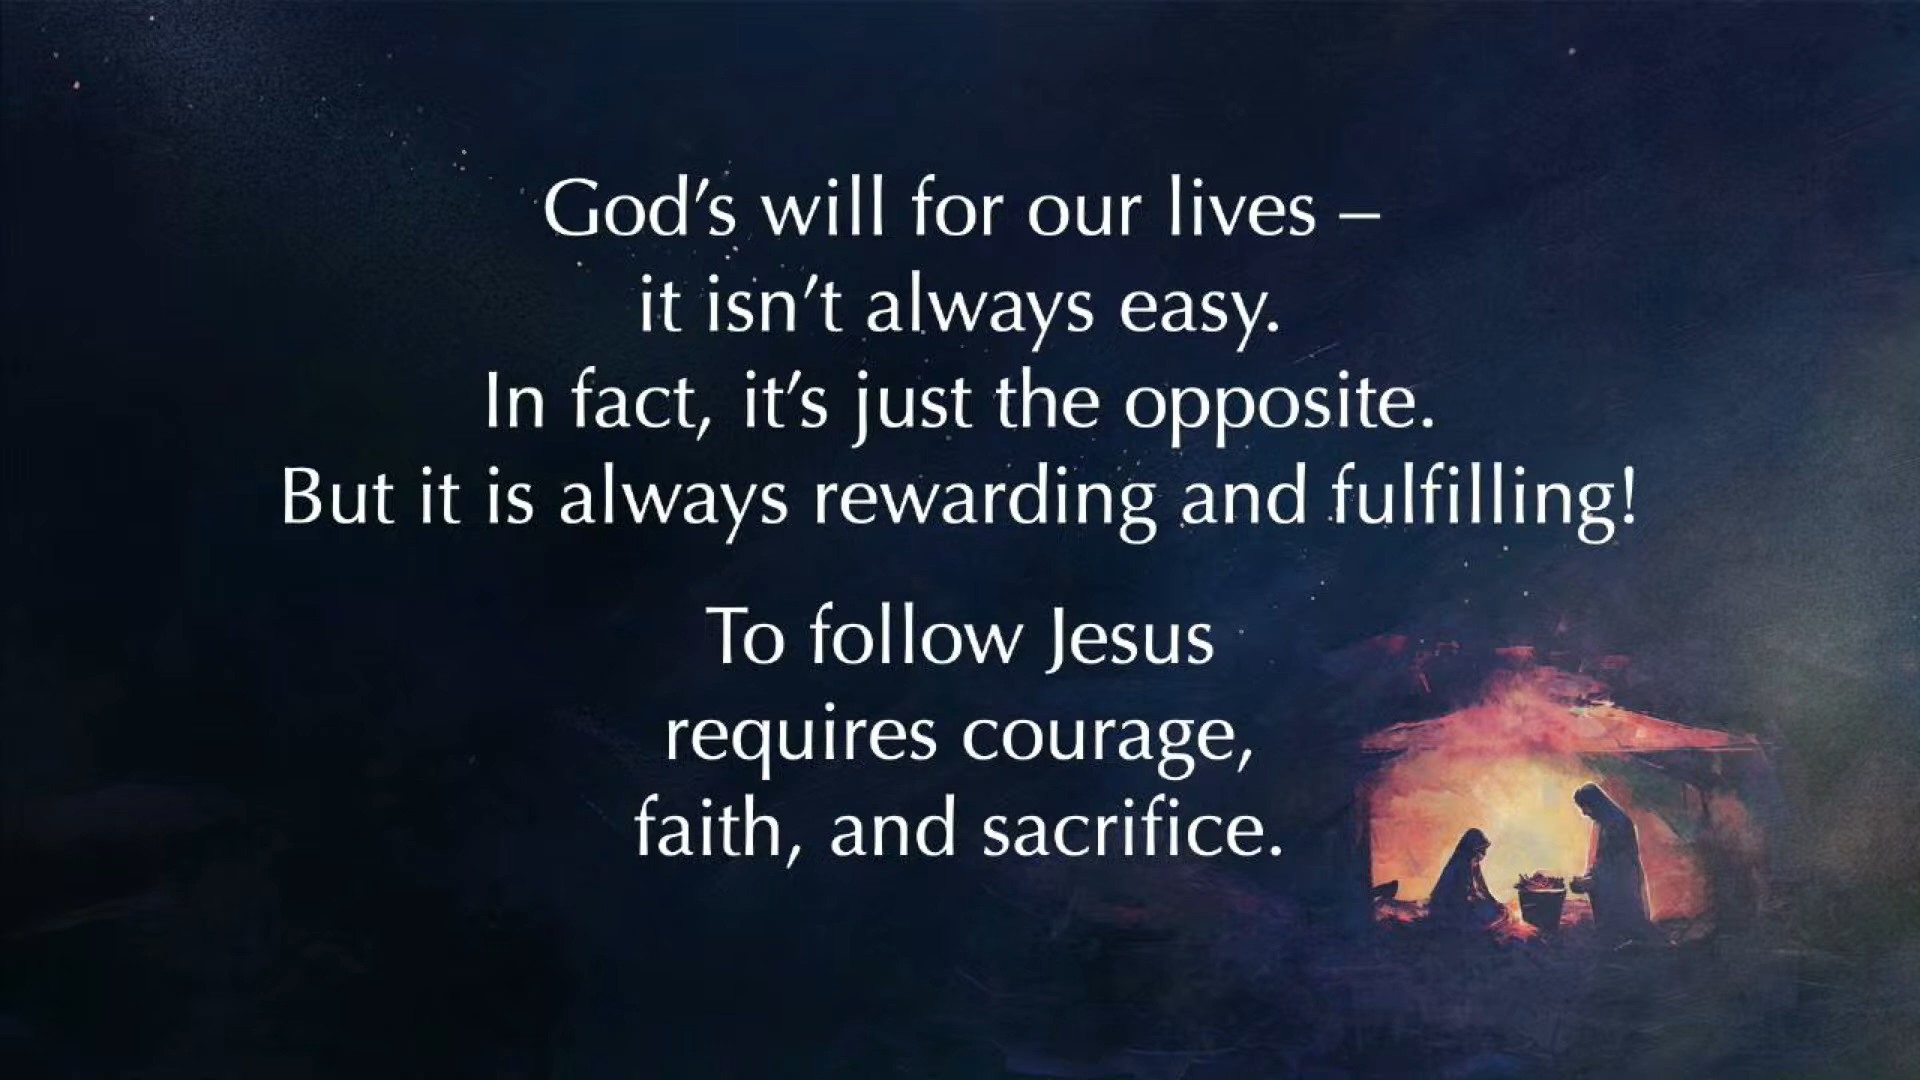 God’s will for our lives –
it isn’t always easy.
In fact, it’s just the opposite.
But it is always rewarding and fulfilling!
To follow Jesus
requires courage,
faith, and sacrifice.